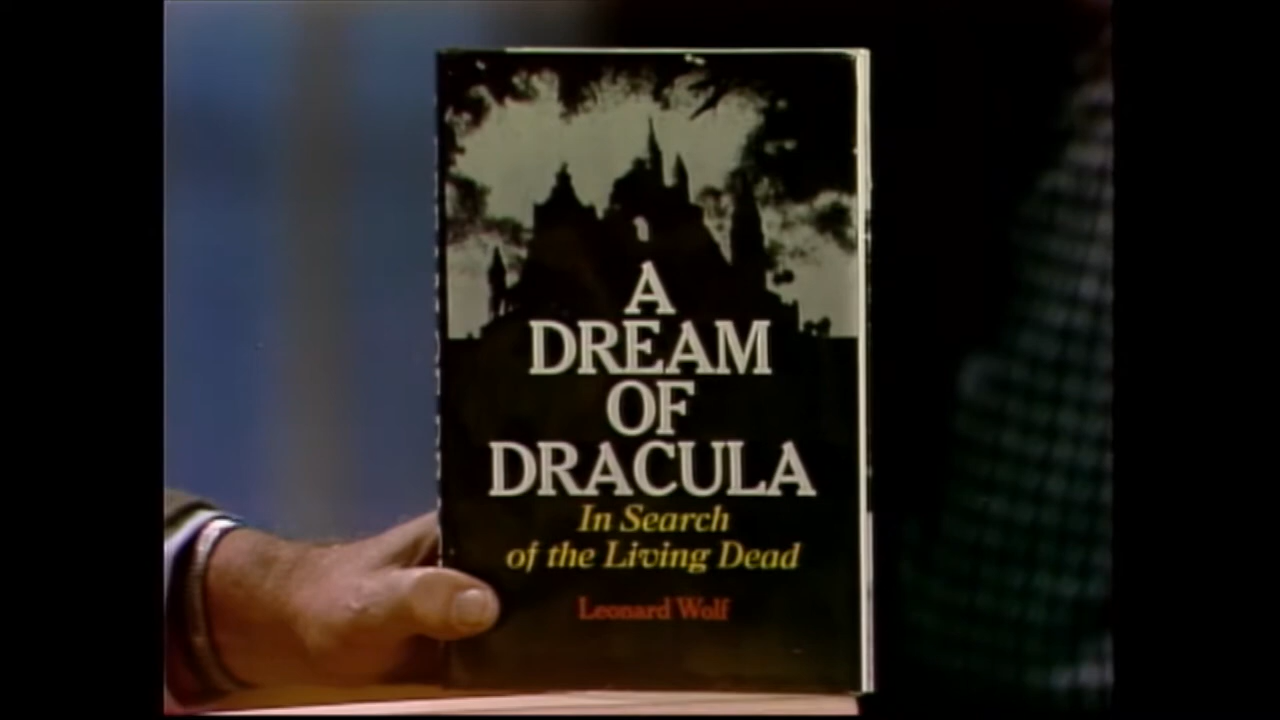 A
DREAM
OF
DRACULA
In Search
of the Living Dead
Leonard Wolf